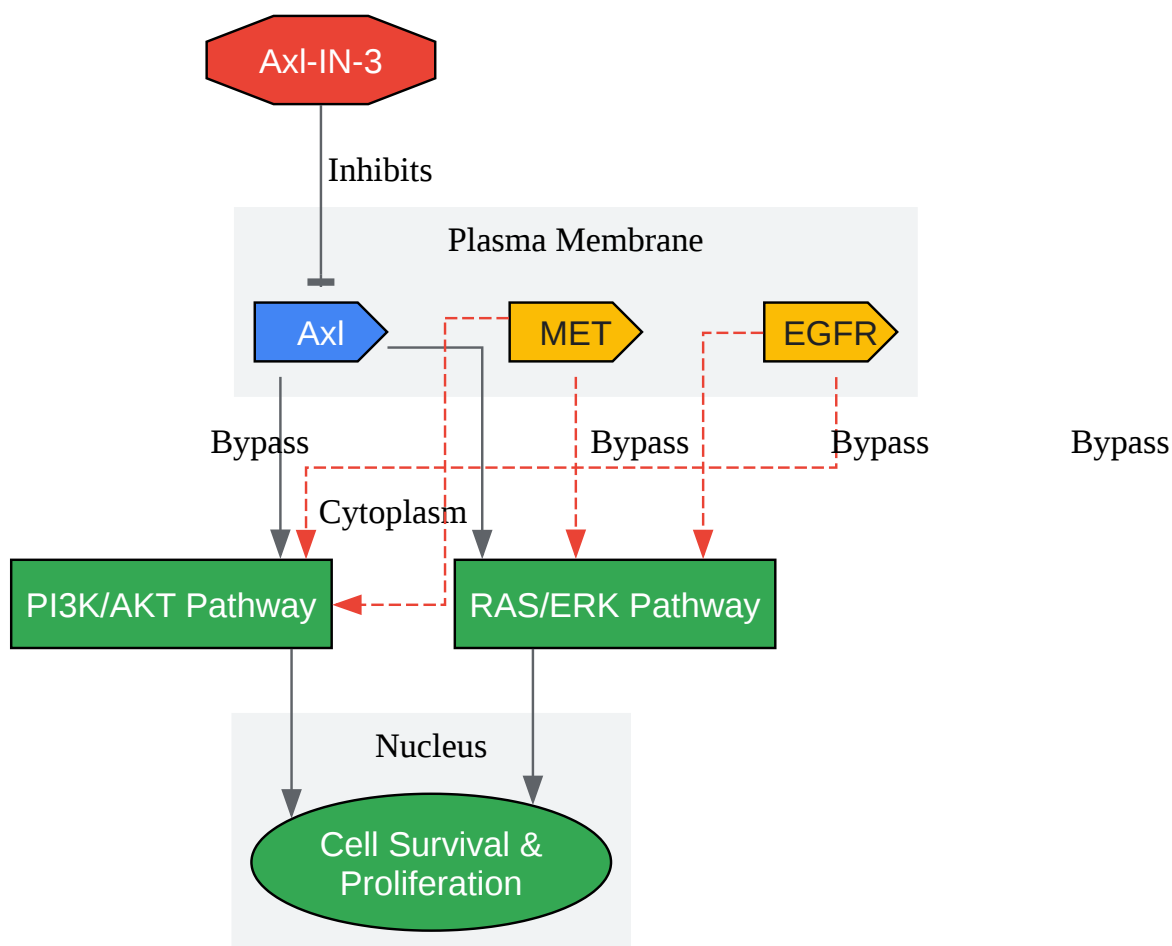 Axl-IN-3
Inhibits
Plasma Membrane
Axl
MET
EGFR
Bypass
Bypass
Bypass
Bypass
Cytoplasm
PI3K/AKT Pathway
RAS/ERK Pathway
Nucleus
Cell Survival &
Proliferation